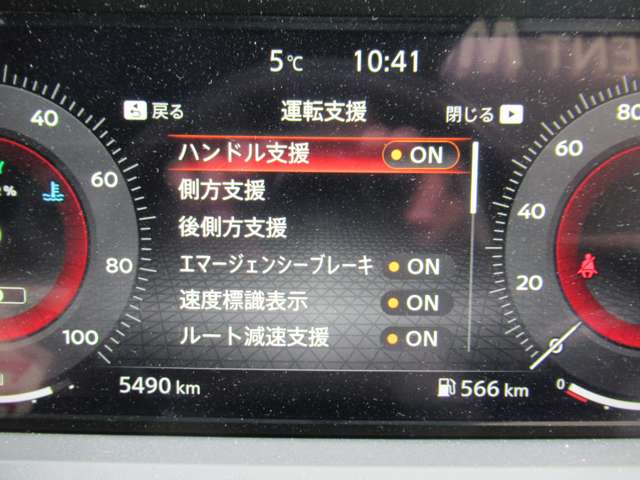 5℃ 10:41
戻る 運転支援 閉じる
ハンドル支援 ON
側方支援
後側方支援
エマージェンシーブレーキ ON
速度標識表示 ON
ルート減速支援 ON
40
60
80
100
%
80
60
40
20
0
5490 km
566 km
0